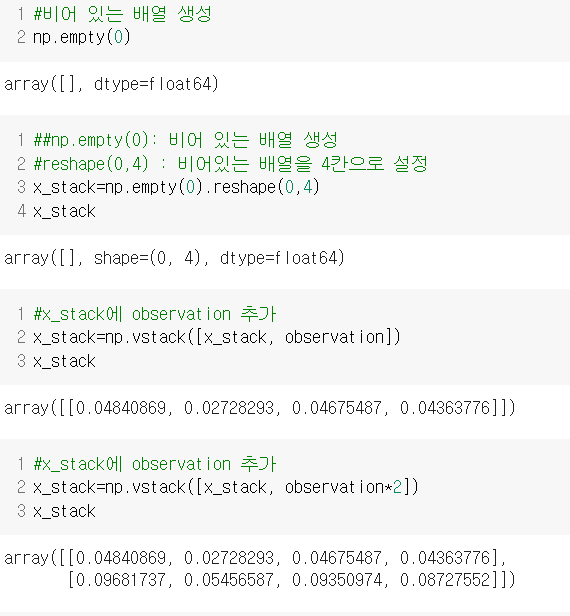 1 #비어 있는 배열 생성
2 np.empty(0)
array([], dtype=float64)
1 ##np.empty(0): 비어 있는 배열 생성
2 #reshape(0,4) : 비어있는 배열을 4칸으로 설정
3 x_stack=np.empty(0).reshape(0,4)
4 x_stack
array([], shape=(0, 4), dtype=float64)
1 #x_stack에 observation 추가
2 x_stack=np.vstack([x_stack, observation])
3 x_stack
array([[0.04840869, 0.02728293, 0.04675487, 0.04363776]])
1 #x_stack에 observation 추가
2 x_stack=np.vstack([x_stack, observation*2])
3 x_stack
array([[0.04840869, 0.02728293, 0.04675487, 0.04363776],
[0.09681737, 0.05456587, 0.09350974, 0.08727552]])